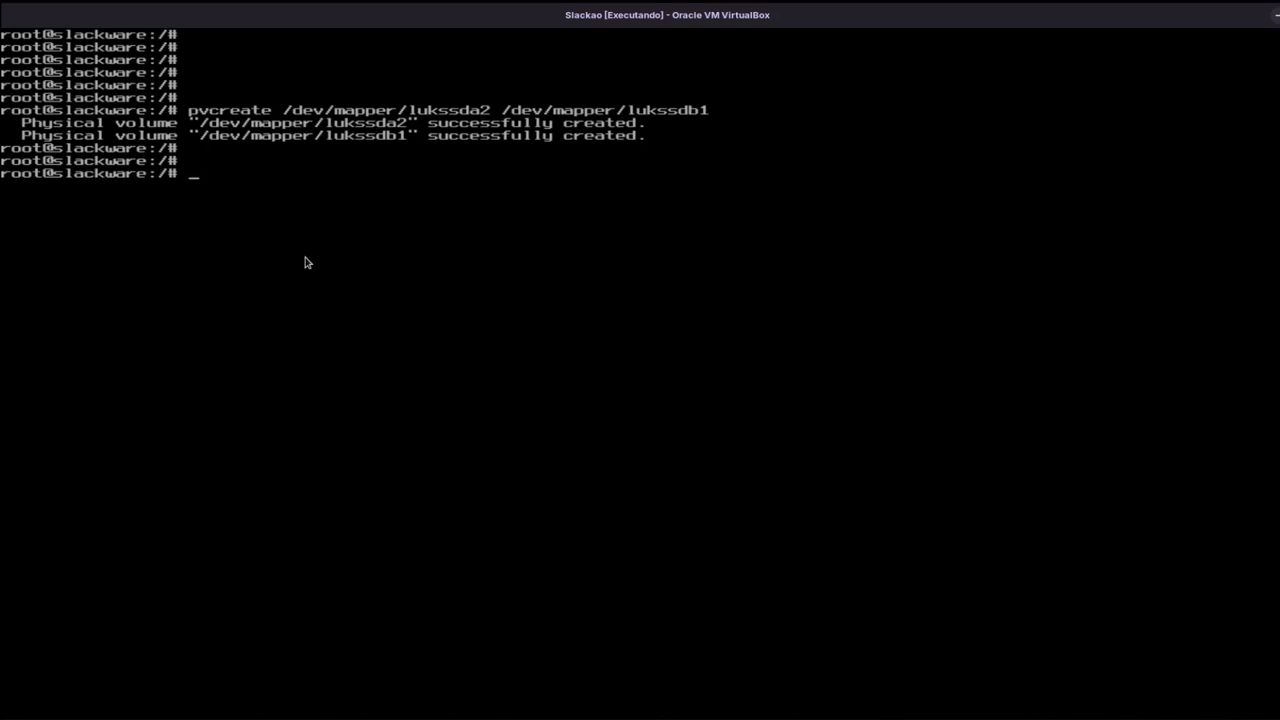 Slackao [Executando] - Oracle VM VirtualBox
root@slackware:/#
root@slackware:/#
root@slackware:/#
root@slackware:/#
root@slackware:/#
root@slackware:/#
root@slackware:/# pvcreate /dev/mapper/lukssda2 /dev/mapper/lukssdb1
  Physical volume "/dev/mapper/lukssda2" successfully created.
  Physical volume "/dev/mapper/lukssdb1" successfully created.
root@slackware:/#
root@slackware:/#
root@slackware:/# _